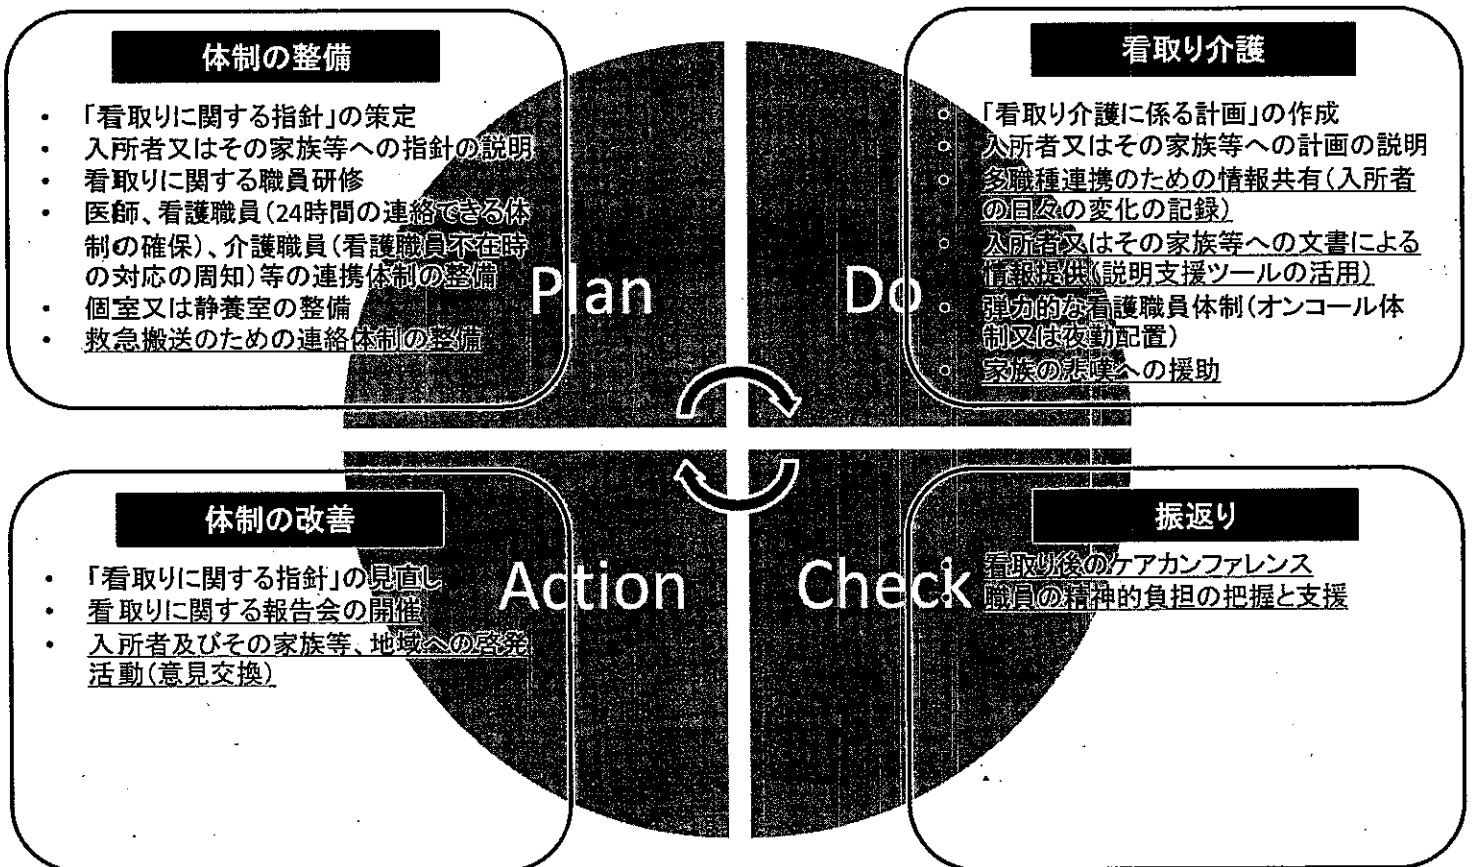 体制の整備
・「看取りに関する指針」の策定
・入所者又はその家族等への指針の説明
・看取りに関する職員研修
・医師、看護職員(24時間の連絡できる体
制の確保)、介護職員(看護職員不在時
の対応の周知)等の連携体制の整備
・個室又は静養室の整備
・救急搬送のための連絡体制の整備
Plan
看取り介護
「看取り介護に係る計画」の作成
入所者又はその家族等への計画の説明
多職種連携のための情報共有(入所者
の日々の変化の記録)
入所者又はその家族等への文書による
情報提供(説明支援ツールの活用)
弾力的な看護職員体制(オンコール体
制又は夜勤配置)
家族の悲嘆への援助
Do
体制の改善
・「看取りに関する指針」の見直し
・看取りに関する報告会の開催
・入所者及びその家族等、地域への啓発
活動(意見交換)
Action
振返り
看取り後のケアカンファレンス
職員の精神的負担の把握と支援
Check